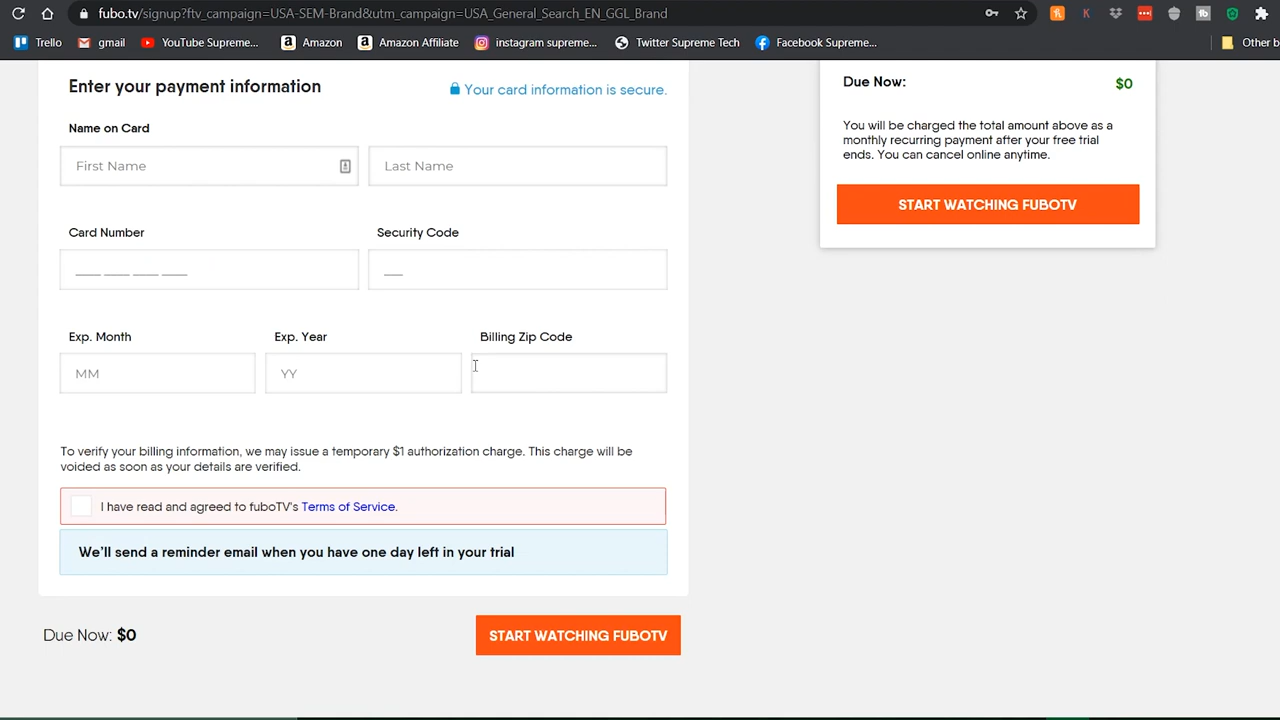 fubo.tv/signup?ftv_campaign=USA-SEM-Brand&utm_campaign=USA_General_Search_EN_GGL_Brand
Trello gmail YouTube Supreme... Amazon Amazon Affiliate instagram supreme... Twitter Supreme Tech Facebook Supreme... Other b
Enter your payment information
Your card information is secure.
Name on Card
First Name Last Name
Card Number Security Code
Exp. Month Exp. Year Billing Zip Code
MM YY
To verify your billing information, we may issue a temporary $1 authorization charge. This charge will be
voided as soon as your details are verified.
I have read and agreed to fuboTV's Terms of Service.
We'll send a reminder email when you have one day left in your trial
Due Now: $0
START WATCHING FUBOTV
Due Now: $0
You will be charged the total amount above as a
monthly recurring payment after your free trial
ends. You can cancel online anytime.
START WATCHING FUBOTV